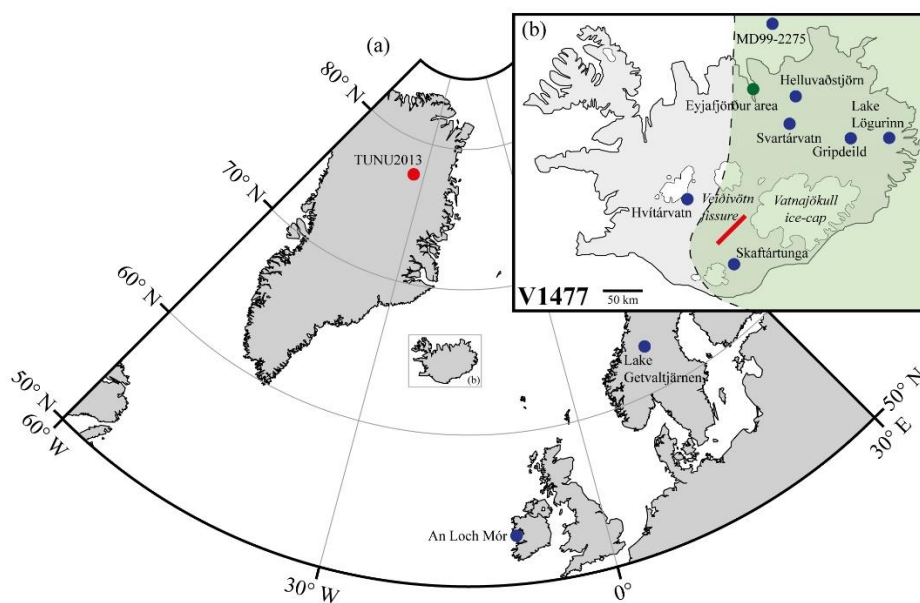 (a)
80° N
70° N
60° N
50° N
60° W
30° W
0°
50° N
30° E
TUNU2013
(b)
Lake
Getvaltjärnen
An Loch Mór
(b)
MD99-2275
Helluvaðstjörn
Eyjafjörður area
Lake
Lögurinn
Svartárvatn
Gripdeild
Hvítárvatn
Veiðivötn
fissure
Vatnajökull
ice-cap
Skaftártunga
V1477
50 km